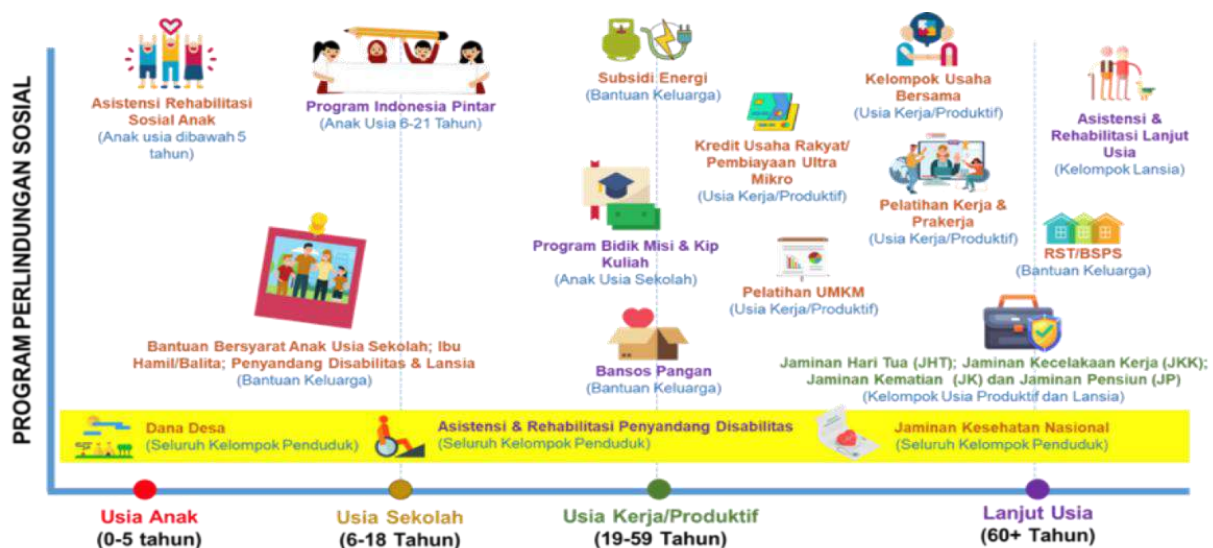 PROGRAM PERLINDUNGAN SOSIAL
Asistensi Rehabilitasi
Sosial Anak
(Anak usia dibawah 5
tahun)
Program Indonesia Pintar
(Anak Usia 6-21 Tahun)
Subsidi Energi
(Bantuan Keluarga)
Kredit Usaha Rakyat/
Pembiayaan Ultra
Mikro
(Usia Kerja/Produktif)
Kelompok Usaha
Bersama
(Usia Kerja/Produktif)
Asistensi &
Rehabilitasi Lanjut
Usia
(Kelompok Lansia)
Program Bidik Misi & Kip
Kuliah
(Anak Usia Sekolah)
Pelatihan Kerja &
Prakerja
(Usia Kerja/Produktif)
RST/BSPS
(Bantuan Keluarga)
Pelatihan UMKM
(Usia Kerja/Produktif)
Bantuan Bersyarat Anak Usia Sekolah; Ibu
Hamil/Balita; Penyandang Disabilitas & Lansia
(Bantuan Keluarga)
Bansos Pangan
(Bantuan Keluarga)
Jaminan Hari Tua (JHT); Jaminan Kecelakaan Kerja (JKK);
Jaminan Kematian (JK) dan Jaminan Pensiun (JP)
(Kelompok Usia Produktif dan Lansia)
Dana Desa
(Seluruh Kelompok Penduduk)
Asistensi & Rehabilitasi Penyandang Disabilitas
(Seluruh Kelompok Penduduk)
Jaminan Kesehatan Nasional
(Seluruh Kelompok Penduduk)
Usia Anak
(0-5 tahun)
Usia Sekolah
(6-18 Tahun)
Usia Kerja/Produktif
(19-59 Tahun)
Lanjut Usia
(60+ Tahun)